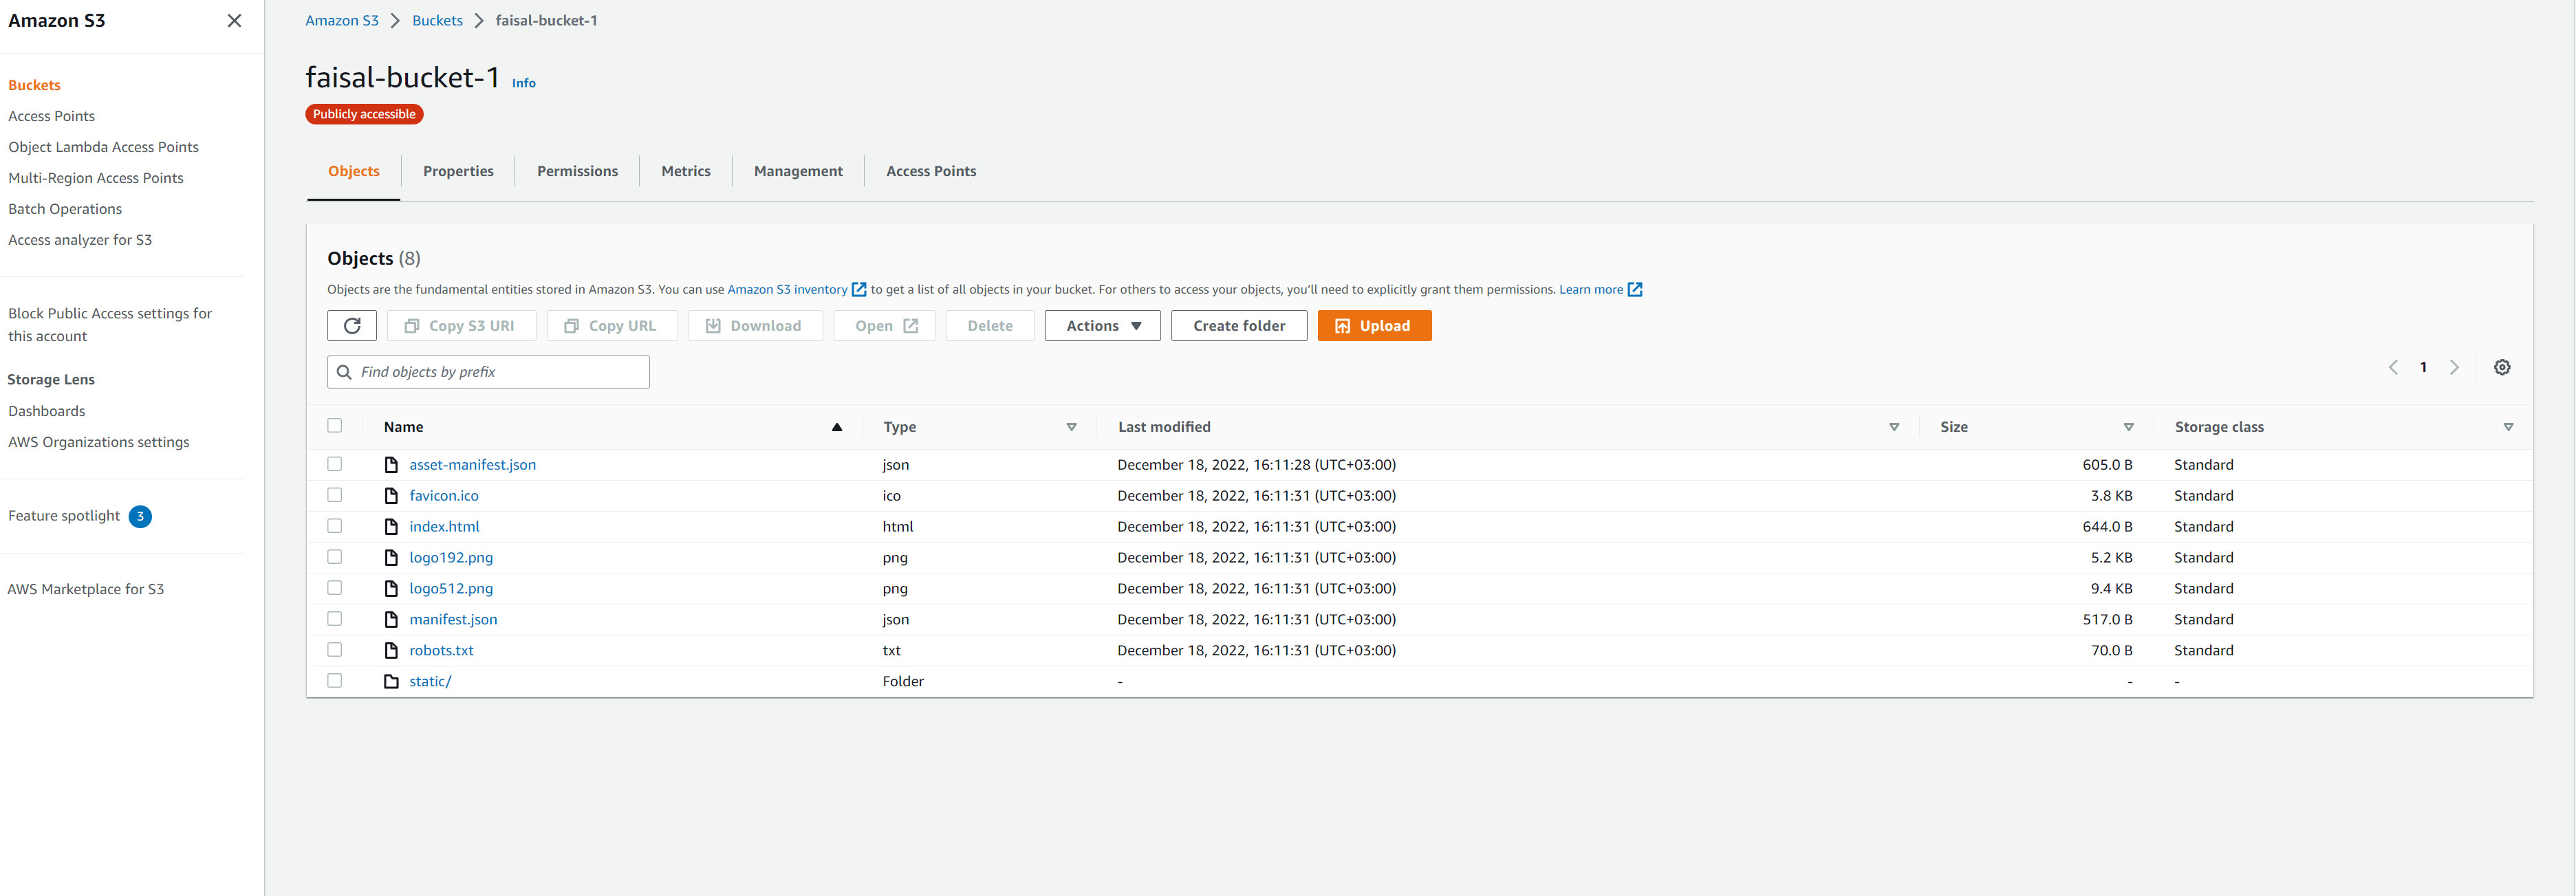 Amazon S3
Buckets
Access Points
Object Lambda Access Points
Multi-Region Access Points
Batch Operations
Access analyzer for S3
Block Public Access settings for
this account
Storage Lens
Dashboards
AWS Organizations settings
Feature spotlight 3
AWS Marketplace for S3
Amazon S3 > Buckets > faisal-bucket-1
faisal-bucket-1 Info
Publicly accessible
Objects Properties Permissions Metrics Management Access Points
Objects (8)
Objects are the fundamental entities stored in Amazon S3. You can use Amazon S3 inventory to get a list of all objects in your bucket. For others to access your objects, you'll need to explicitly grant them permissions. Learn more
Copy S3 URI Copy URL Download Open Delete Actions Create folder Upload
Find objects by prefix
1
Name Type Last modified Size Storage class
asset-manifest.json json December 18, 2022, 16:11:28 (UTC+03:00) 605.0 B Standard
favicon.ico ico December 18, 2022, 16:11:31 (UTC+03:00) 3.8 KB Standard
index.html html December 18, 2022, 16:11:31 (UTC+03:00) 644.0 B Standard
logo192.png png December 18, 2022, 16:11:31 (UTC+03:00) 5.2 KB Standard
logo512.png png December 18, 2022, 16:11:31 (UTC+03:00) 9.4 KB Standard
manifest.json json December 18, 2022, 16:11:31 (UTC+03:00) 517.0 B Standard
robots.txt txt December 18, 2022, 16:11:31 (UTC+03:00) 70.0 B Standard
static/ Folder - - -